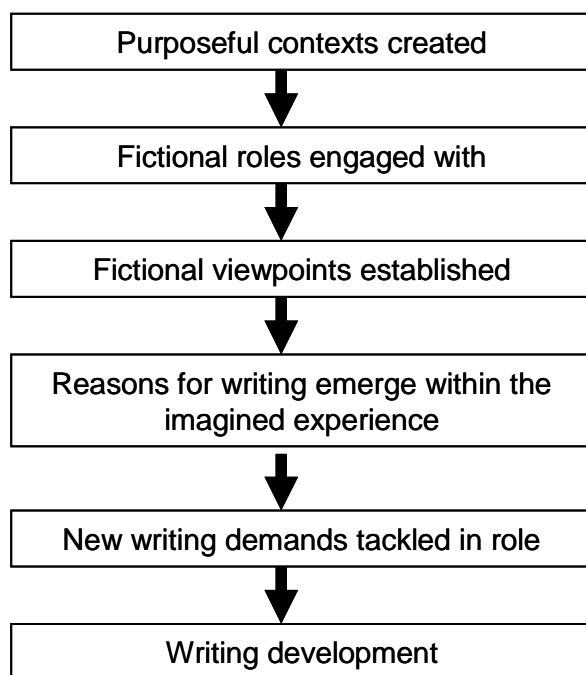 Purposeful contexts created
Fictional roles engaged with
Fictional viewpoints established
Reasons for writing emerge within the
imagined experience
New writing demands tackled in role
Writing development